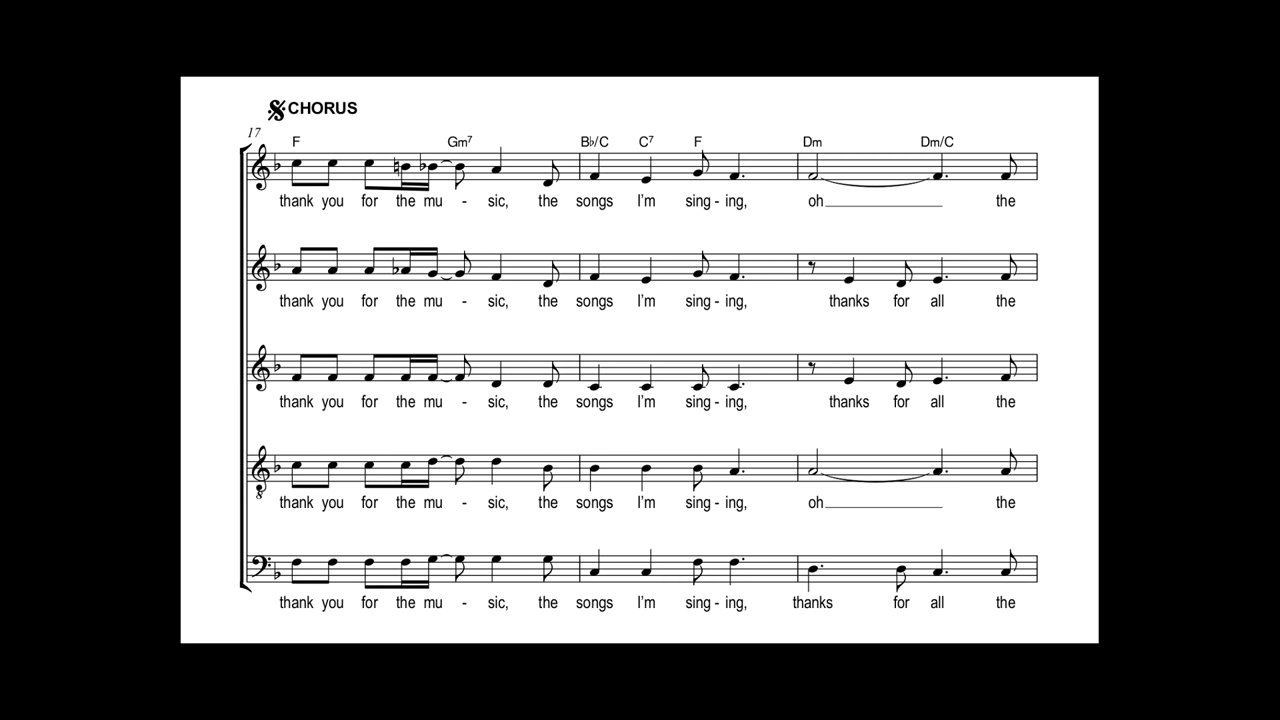 CHORUS
17
F Gm7 B♭/C C7 F Dm Dm/C
thank you for the mu - sic, the songs I'm sing - ing, oh the
thank you for the mu - sic, the songs I'm sing - ing, thanks for all the
thank you for the mu - sic, the songs I'm sing - ing, thanks for all the
8
thank you for the mu - sic, the songs I'm sing - ing, oh the
thank you for the mu - sic, the songs I'm sing - ing, thanks for all the